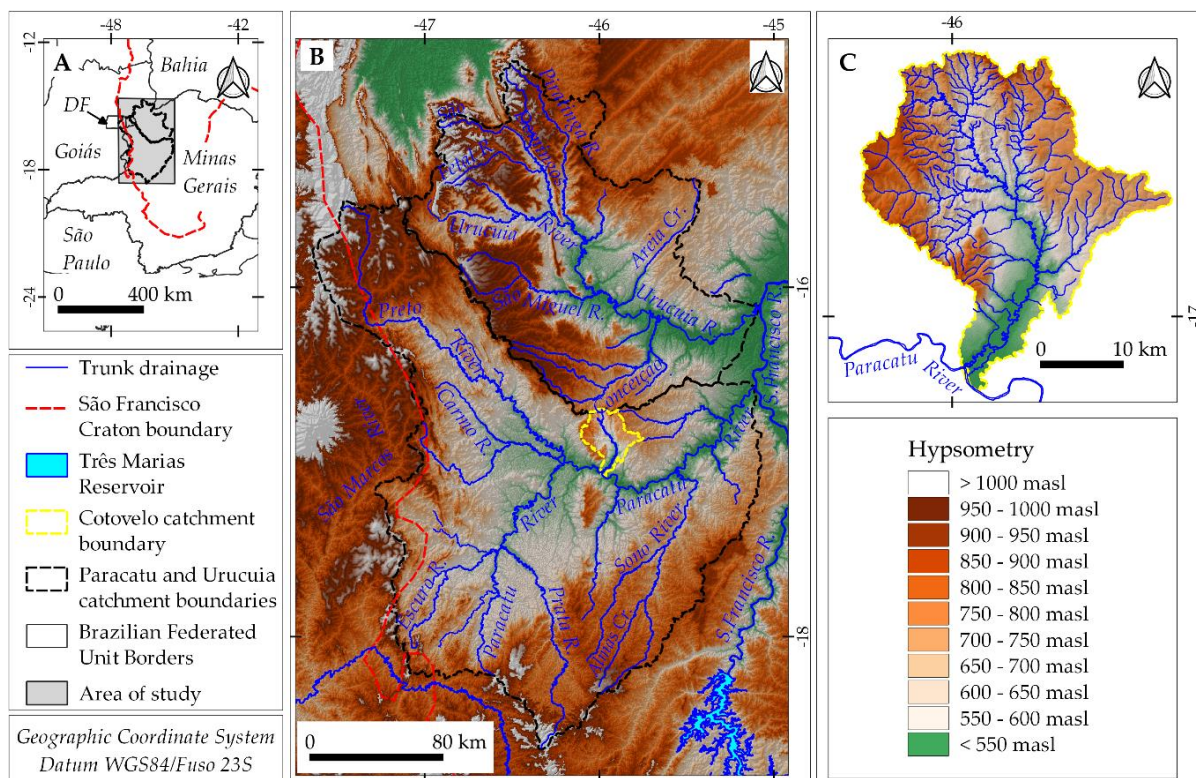 -48
-42
-12
A
Bahia
DF
Goiás
Minas
Gerais
-18
São
Paulo
-24
0
400 km
Trunk drainage
São Francisco
Craton boundary
Três Marias
Reservoir
Cotovelo catchment
boundary
Paracatu and Urucuia
catchment boundaries
Brazilian Federated
Unit Borders
Area of study
Geographic Coordinate System
Datum WGS84/Fuso 23S
-47
-46
-45
B
Piratinga R.
Urucuia
River
Areia Cr.
São Miguel R.
Urucuia R.
-16
Preto
River
Conceição
Carmo R.
São Marcos
River
Paracatu
River
River
Sono River
Escuro R.
Paracatu
Prata R.
Almas Cr.
S. Francisco R.
-18
0
80 km
-46
C
-17
0
10 km
Paracatu
River
Hypsometry
> 1000 masl
950 - 1000 masl
900 - 950 masl
850 - 900 masl
800 - 850 masl
750 - 800 masl
700 - 750 masl
650 - 700 masl
600 - 650 masl
550 - 600 masl
< 550 masl